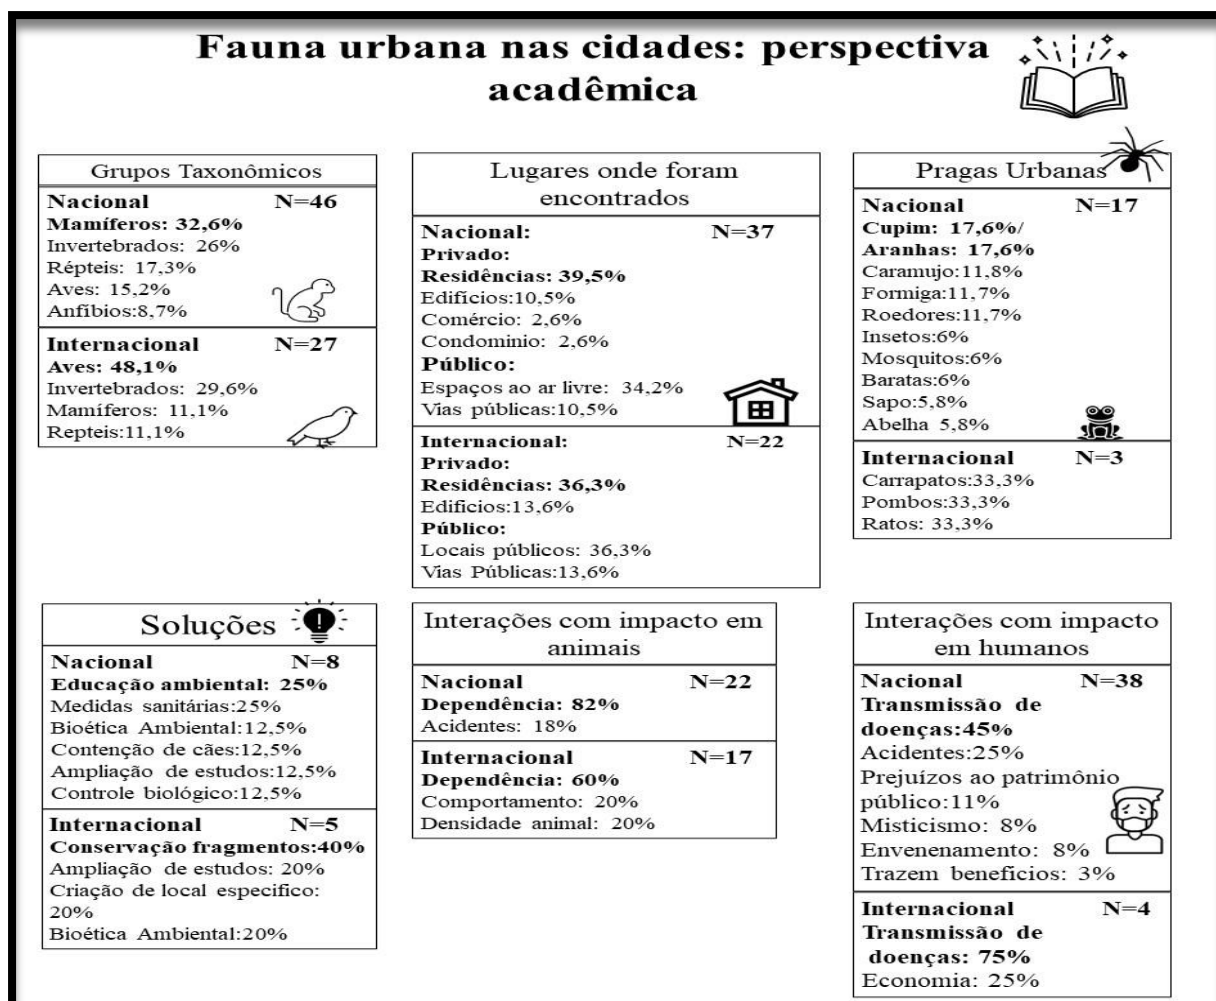 Fauna urbana nas cidades: perspectiva
acadêmica
Grupos Taxonômicos
Nacional N=46
Mamíferos: 32,6%
Invertebrados: 26%
Répteis: 17,3%
Aves: 15,2%
Anfíbios:8,7%
Internacional N=27
Aves: 48,1%
Invertebrados: 29,6%
Mamíferos: 11,1%
Repteis:11,1%
Lugares onde foram
encontrados
Nacional: N=37
Privado:
Residências: 39,5%
Edifícios:10,5%
Comércio: 2,6%
Condominio: 2,6%
Público:
Espaços ao ar livre: 34,2%
Vias públicas:10,5%
Internacional: N=22
Privado:
Residências: 36,3%
Edificios:13,6%
Público:
Locais públicos: 36,3%
Vias Públicas:13,6%
Pragas Urbanas
Nacional N=17
Cupim: 17,6%/
Aranhas: 17,6%
Caramujo:11,8%
Formiga:11,7%
Roedores:11,7%
Insetos:6%
Mosquitos:6%
Baratas:6%
Sapo:5,8%
Abelha 5,8%
Internacional N=3
Carrapatos:33,3%
Pombos:33,3%
Ratos: 33,3%
Soluções
Nacional N=8
Educação ambiental: 25%
Medidas sanitárias:25%
Bioética Ambiental:12,5%
Contenção de cães:12,5%
Ampliação de estudos:12,5%
Controle biológico:12,5%
Internacional N=5
Conservação fragmentos:40%
Ampliação de estudos: 20%
Criação de local especifico:
20%
Bioética Ambiental:20%
Interações com impacto em
animais
Nacional N=22
Dependência: 82%
Acidentes: 18%
Internacional N=17
Dependência: 60%
Comportamento: 20%
Densidade animal: 20%
Interações com impacto
em humanos
Nacional N=38
Transmissão de
doenças:45%
Acidentes:25%
Prejuízos ao patrimônio
público:11%
Misticismo: 8%
Envenenamento: 8%
Trazem benefícios: 3%
Internacional N=4
Transmissão de
doenças: 75%
Economia: 25%